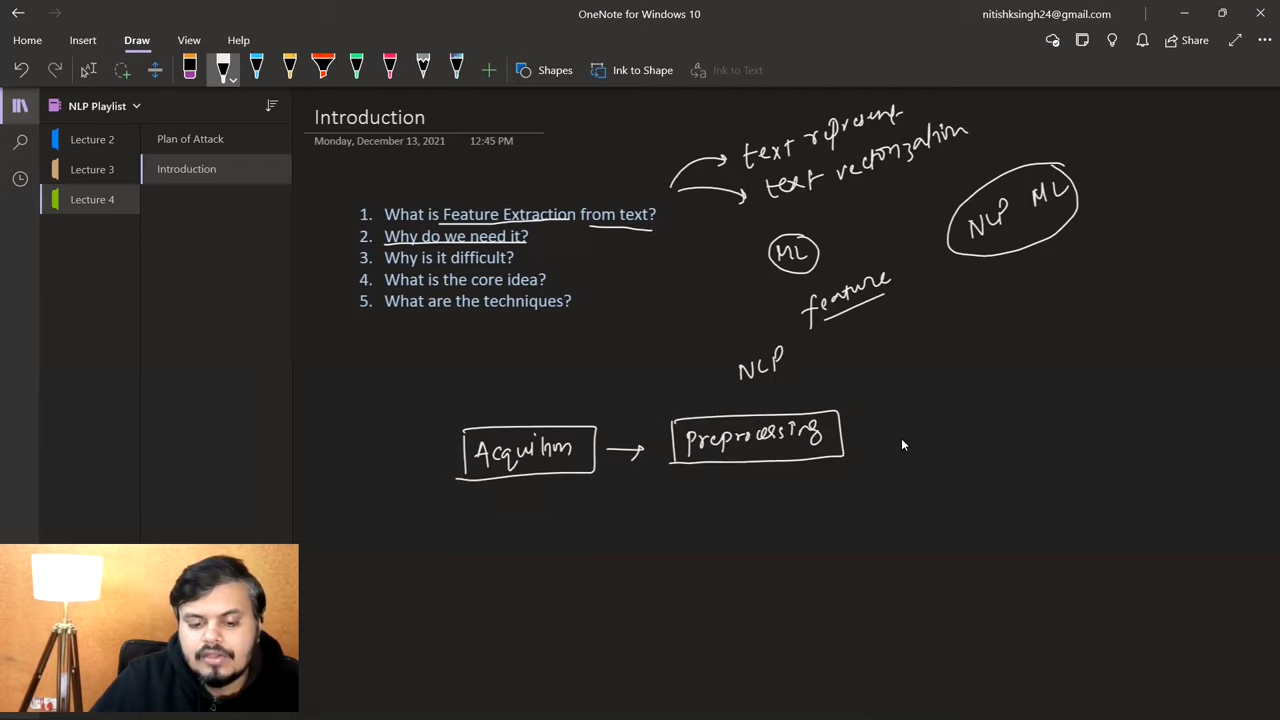 OneNote for Windows 10
nitishksingh24@gmail.com
Home Insert Draw View Help
Shapes Ink to Shape Ink to Text Share
NLP Playlist
Lecture 2
Lecture 3
Lecture 4
Plan of Attack
Introduction
Introduction
Monday, December 13, 2021 12:45 PM
text represent
text vectorization
NLP ML
1. What is Feature Extraction from text?
2. Why do we need it?
3. Why is it difficult?
4. What is the core idea?
5. What are the techniques?
ML
feature
NLP
Preprocessing